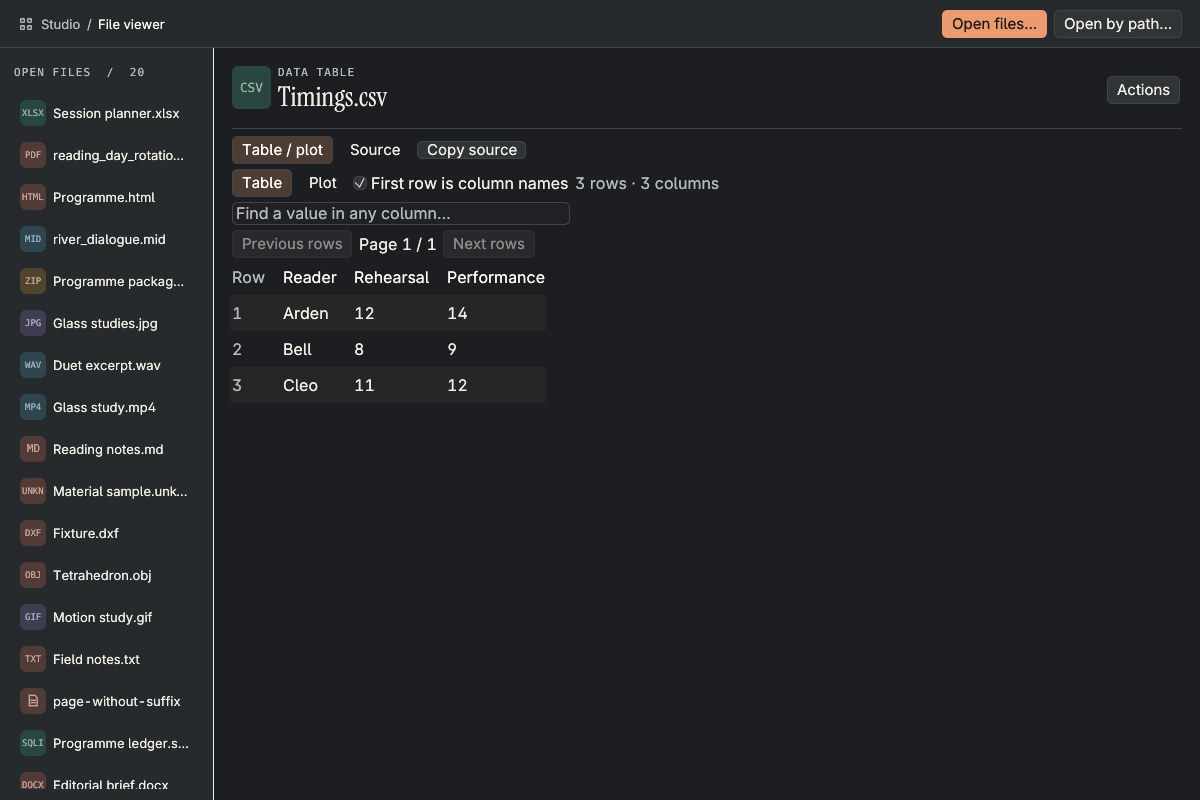 Studio / File viewer
Open files...
Open by path...
OPEN FILES / 20
XLSX Session planner.xlsx
PDF reading_day_rotatio...
HTML Programme.html
MID river_dialogue.mid
ZIP Programme packag...
JPG Glass studies.jpg
WAV Duet excerpt.wav
MP4 Glass study.mp4
MD Reading notes.md
UNKN Material sample.unk...
DXF Fixture.dxf
OBJ Tetrahedron.obj
GIF Motion study.gif
TXT Field notes.txt
page-without-suffix
SQLI Programme ledger.s...
DOCX Editorial brief.docx
CSV
DATA TABLE
Timings.csv
Actions
Table / plot Source Copy source
Table Plot First row is column names 3 rows · 3 columns
Find a value in any column...
Previous rows Page 1 / 1 Next rows
Row Reader Rehearsal Performance
1 Arden 12 14
2 Bell 8 9
3 Cleo 11 12